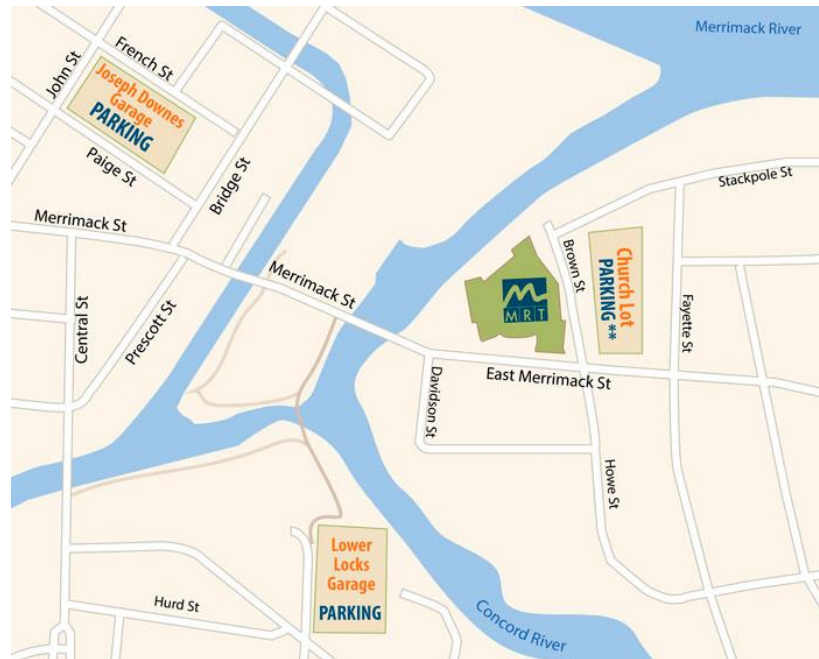 Merrimack River
French St
John St
Joseph Downes
Garage
PARKING
Paige St
Bridge St
Stackpole St
Merrimack St
Merrimack St
Brown St
Church Lot
PARKING **
Fayette St
MRT
Central St
Prescott St
East Merrimack St
Davidson St
Howe St
Lower
Locks
Garage
PARKING
Hurd St
Concord River